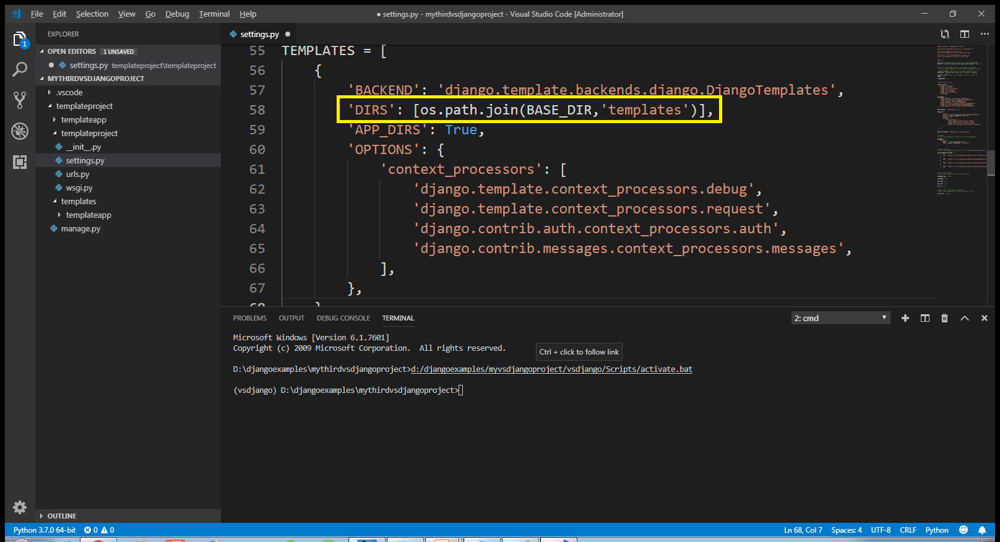 File Edit Selection View Go Debug Terminal Help
● settings.py - mythirdvsdjangoproject - Visual Studio Code [Administrator]
1
EXPLORER
OPEN EDITORS 1 UNSAVED
settings.py templateproject\templateproject
MYTHIRDVSDJANGOPROJECT
.vscode
templateproject
templateapp
templateproject
__init__.py
settings.py
urls.py
wsgi.py
templates
templateapp
manage.py
OUTLINE
settings.py
55 TEMPLATES = [
56 {
57 'BACKEND': 'django.template.backends.django.DjangoTemplates',
58 'DIRS': [os.path.join(BASE_DIR,'templates')],
59 'APP_DIRS': True,
60 'OPTIONS': {
61 'context_processors': [
62 'django.template.context_processors.debug',
63 'django.template.context_processors.request',
64 'django.contrib.auth.context_processors.auth',
65 'django.contrib.messages.context_processors.messages',
66 ],
67 },
68
PROBLEMS OUTPUT DEBUG CONSOLE TERMINAL 2: cmd
Microsoft Windows [Version 6.1.7601]
Copyright (c) 2009 Microsoft Corporation. All rights reserved.
Ctrl + click to follow link
D:\djangoexamples\mythirdvsdjangoproject>d:/djangoexamples/myvsdjangoproject/vsdjango/Scripts/activate.bat
(vsdjango) D:\djangoexamples\mythirdvsdjangoproject>
Python 3.7.0 64-bit 0 0 Ln 68, Col 7 Spaces: 4 UTF-8 CRLF Python